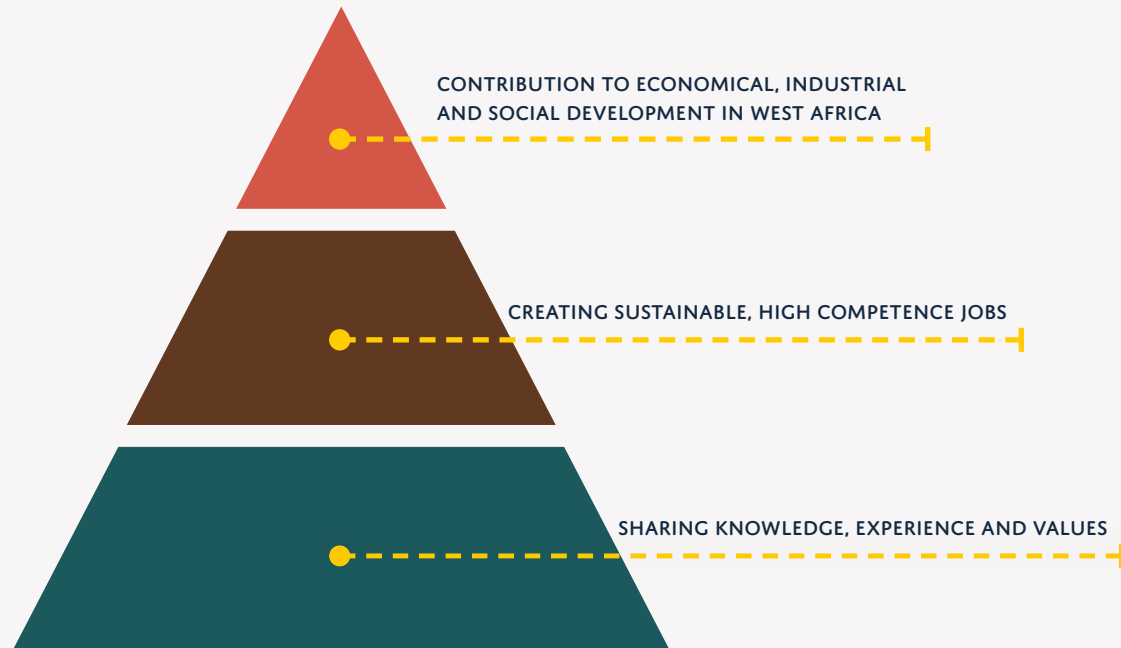 CONTRIBUTION TO ECONOMICAL, INDUSTRIAL
AND SOCIAL DEVELOPMENT IN WEST AFRICA
CREATING SUSTAINABLE, HIGH COMPETENCE JOBS
SHARING KNOWLEDGE, EXPERIENCE AND VALUES